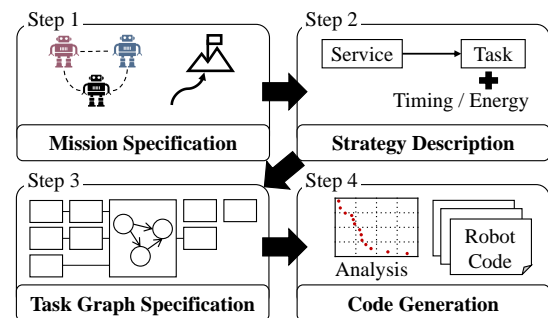 Step 1
Mission Specification
Step 2
Service
Task
Timing / Energy
Strategy Description
Step 3
Task Graph Specification
Step 4
Analysis
Robot
Code
Code Generation